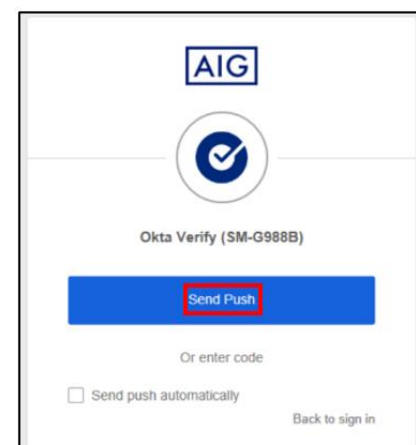 AIG
Okta Verify (SM-G988B)
Send Push
Or enter code
Send push automatically
Back to sign in